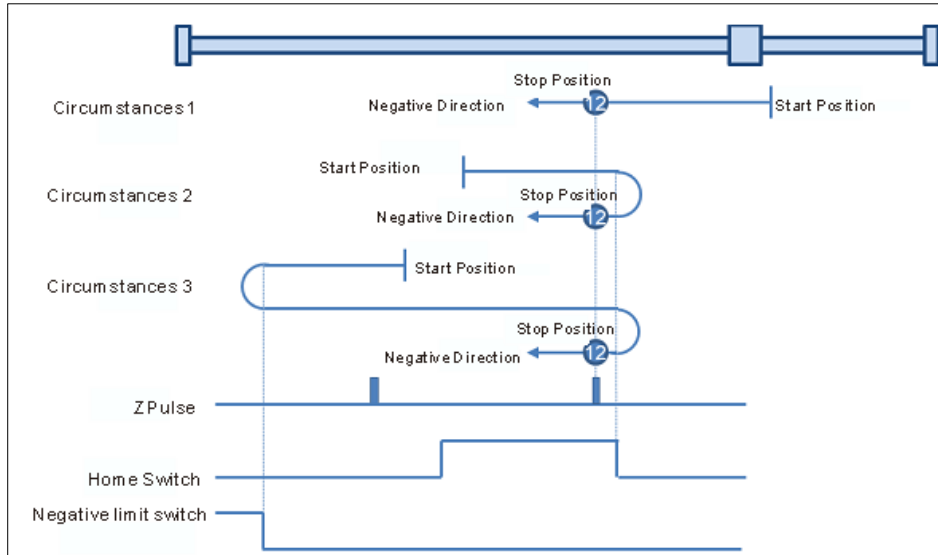 Stop Position
Circumstances 1
Negative Direction
12
Start Position
Start Position
Circumstances 2
Stop Position
Negative Direction
12
Start Position
Circumstances 3
Stop Position
Negative Direction
12
Z Pulse
Home Switch
Negative limit switch